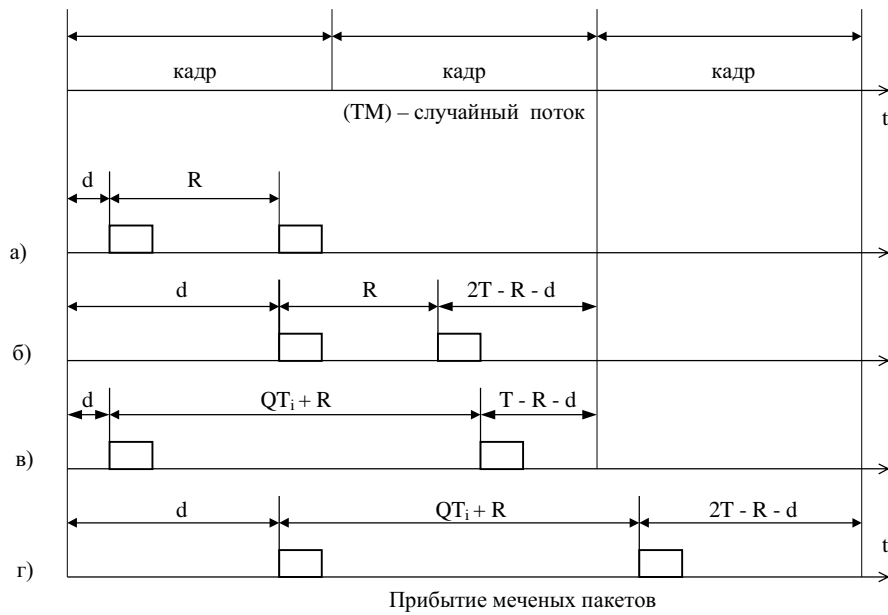 кадр кадр кадр
(ТМ) – случайный поток t
d R
а)
d R 2T - R - d
б)
d QTi + R T - R - d
в)
d QTi + R 2T - R - d
t
г)
Прибытие меченых пакетов